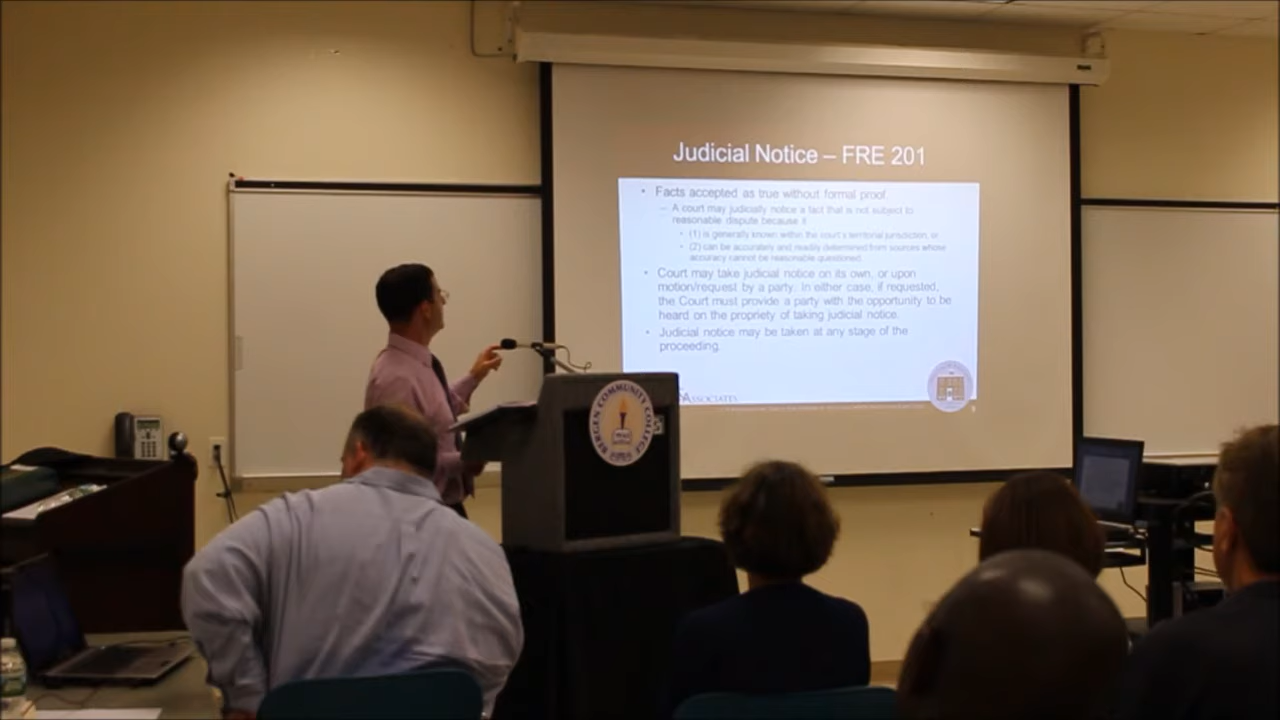 Judicial Notice – FRE 201
• Facts accepted as true without formal proof.
– A court may judicially notice a fact that is not subject to
reasonable dispute because it
• (1) is generally known within the court's territorial jurisdiction, or
• (2) can be accurately and readily determined from sources whose
accuracy cannot be reasonable questioned
• Court may take judicial notice on its own, or upon
motion/request by a party. In either case, if requested,
the Court must provide a party with the opportunity to be
heard on the propriety of taking judicial notice.
• Judicial notice may be taken at any stage of the
proceeding.
Associates
BERGEN COMMUNITY COLLEGE